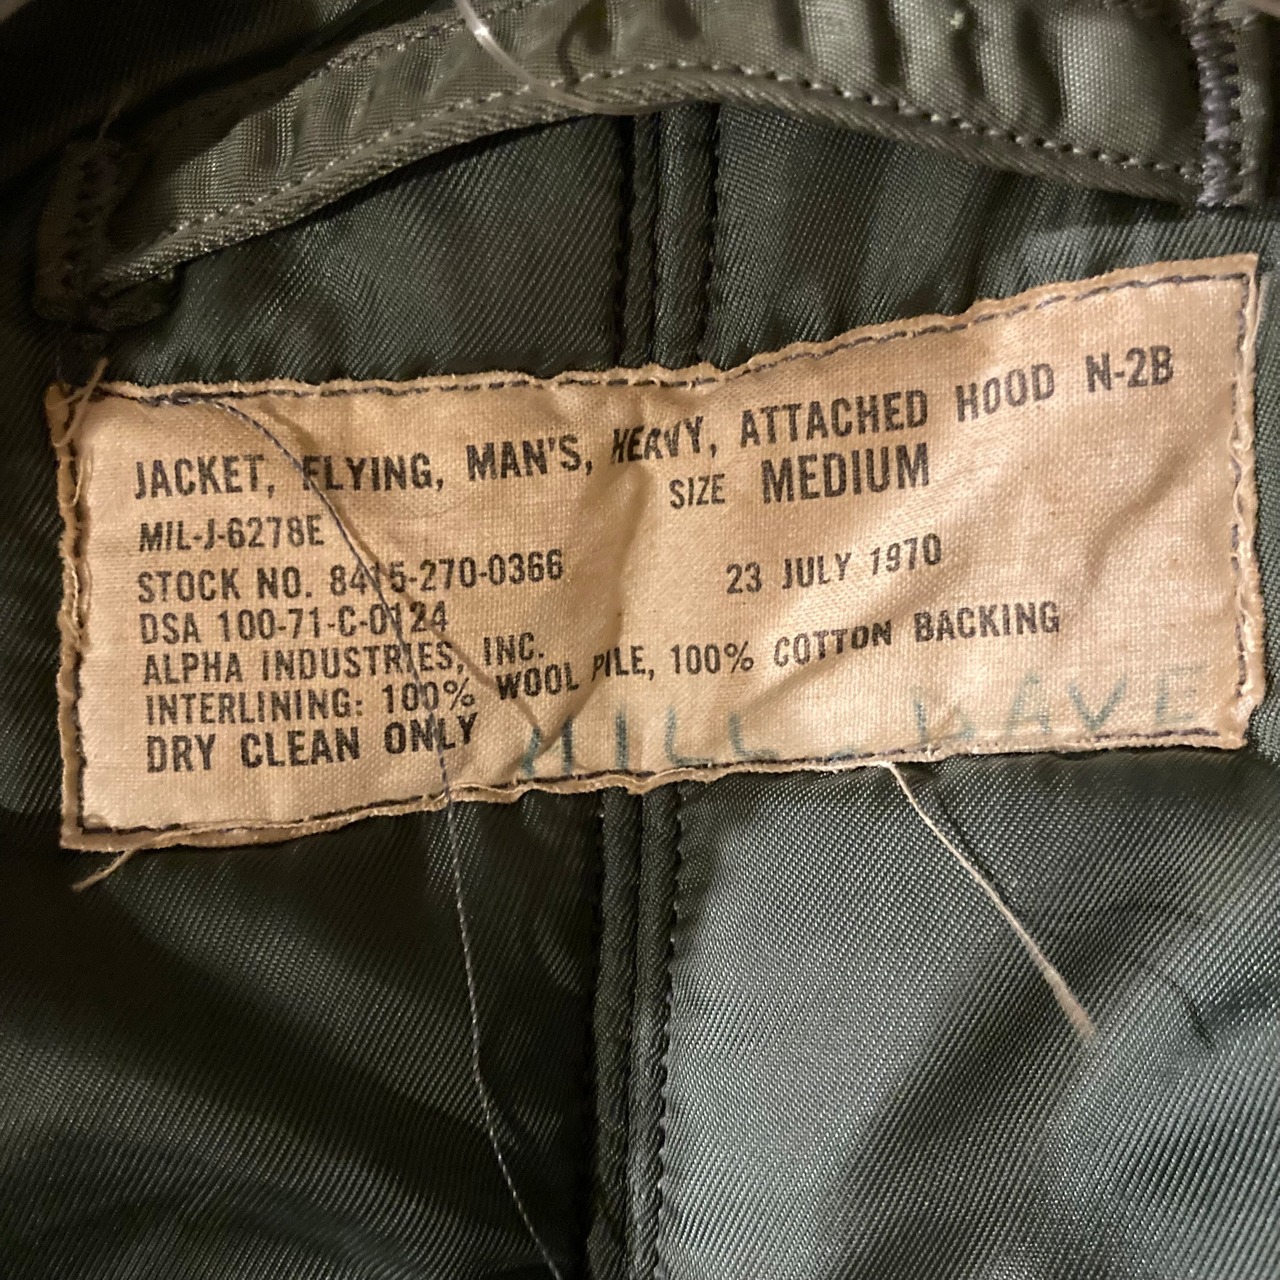 JACKET, FLYING, MAN'S, HEAVY, ATTACHED HOOD N-2B
SIZE MEDIUM
MIL-J-6278E
STOCK NO. 8415-270-0366
23 JULY 1970
DSA 100-71-C-0124
ALPHA INDUSTRIES, INC.
INTERLINING: 100% WOOL PILE, 100% COTTON BACKING
DRY CLEAN ONLY
DAVE